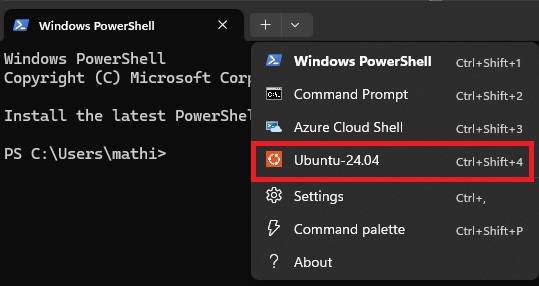 Windows PowerShell
Windows PowerShell
Copyright (C) Microsoft Corp
Install the latest PowerShel
PS C:\Users\mathi>
Windows PowerShell Ctrl+Shift+1
Command Prompt Ctrl+Shift+2
Azure Cloud Shell Ctrl+Shift+3
Ubuntu-24.04 Ctrl+Shift+4
Settings Ctrl+,
Command palette Ctrl+Shift+P
About